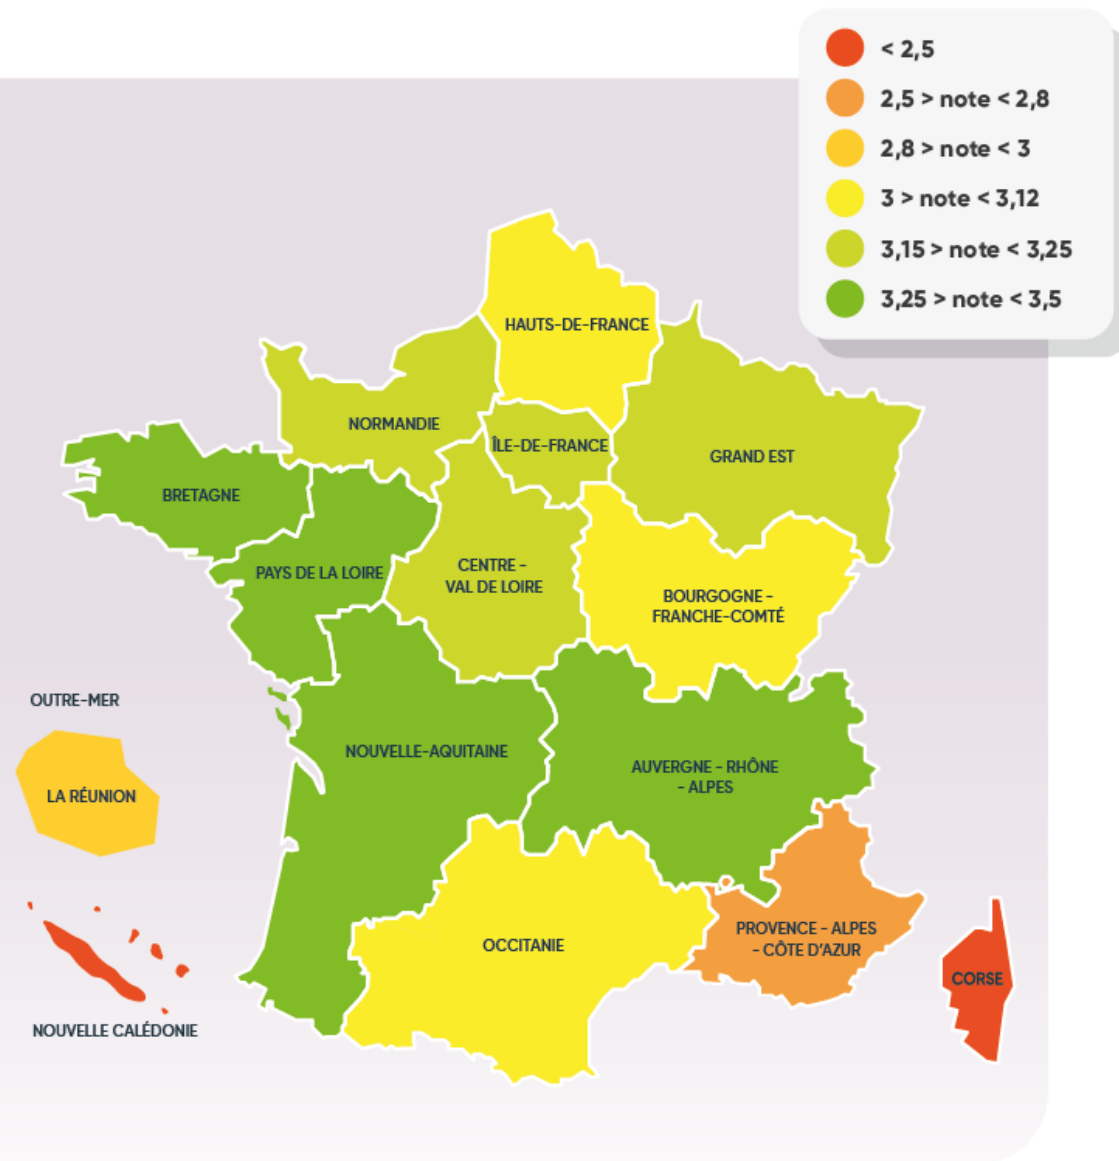 < 2,5
2,5 > note < 2,8
2,8 > note < 3
3 > note < 3,12
3,15 > note < 3,25
3,25 > note < 3,5
HAUTS-DE-FRANCE
NORMANDIE
ÎLE-DE-FRANCE
GRAND EST
BRETAGNE
PAYS DE LA LOIRE
CENTRE -
VAL DE LOIRE
BOURGOGNE -
FRANCHE-COMTÉ
OUTRE-MER
LA RÉUNION
NOUVELLE-AQUITAINE
AUVERGNE - RHÔNE
- ALPES
OCCITANIE
PROVENCE - ALPES
- CÔTE D'AZUR
CORSE
NOUVELLE CALÉDONIE